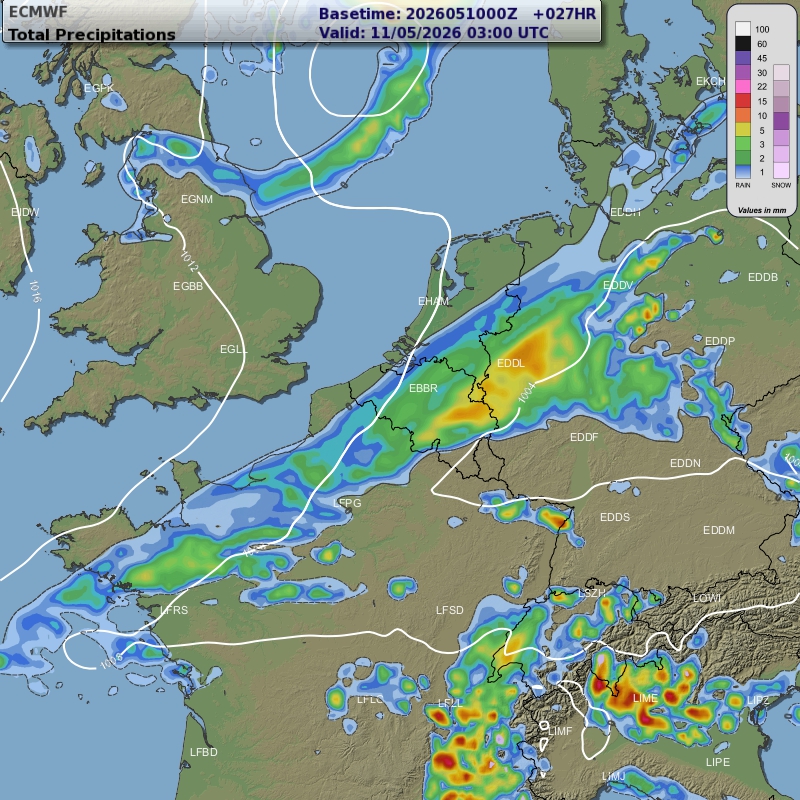 ECMWF
Total Precipitations
Basetime: 2026051000Z +027HR
Valid: 11/05/2026 03:00 UTC
100
60
45
30
22
15
10
5
3
2
1
RAIN SNOW
Values in mm
EGPK
EKCH
EIDW
EGNM
EDDH
1012
1016
EGBB
EHAM
EDDV
EDDB
EGLL
EDDL
EDDP
EBBR
1004
EDDF
EDDN
LFPG
EDDS
EDDM
LFRS
LFSD
LSZH
LOWI
1008
LFLC
LFLL
LIME
LIPZ
LIMF
LFBD
LIPE
LIMJ